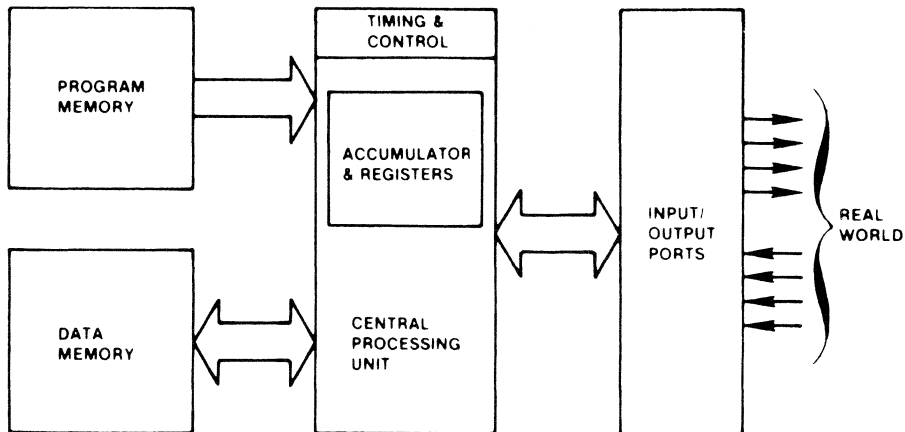 PROGRAM
MEMORY
TIMING &
CONTROL
ACCUMULATOR
& REGISTERS
DATA
MEMORY
CENTRAL
PROCESSING
UNIT
INPUT/
OUTPUT
PORTS
REAL
WORLD